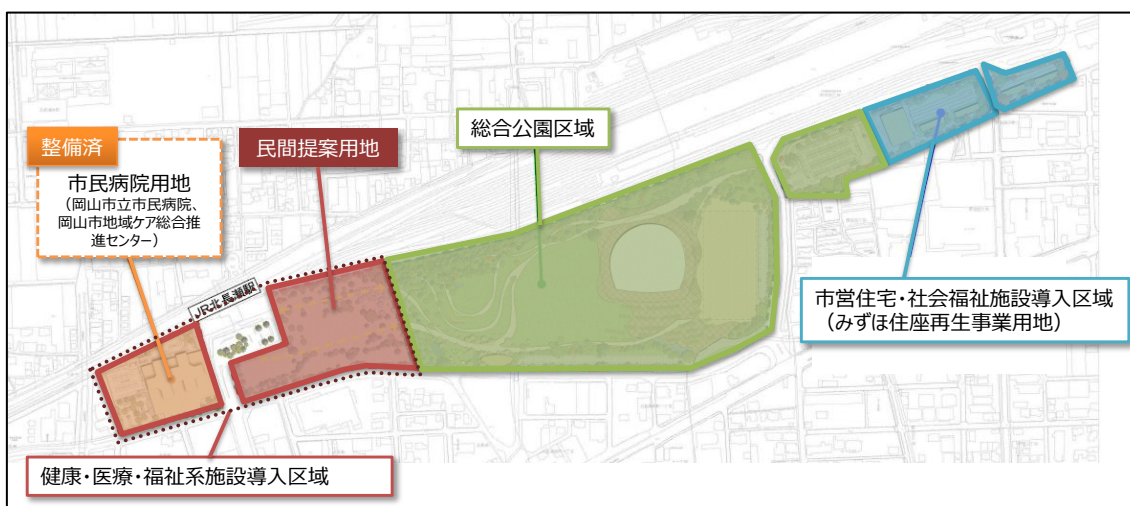 総合公園区域
整備済
民間提案用地
市民病院用地
（岡山市立市民病院、
岡山市地域ケア総合推
進センター）
JR北長瀬駅
市営住宅・社会福祉施設導入区域
（みずほ住座再生事業用地）
健康・医療・福祉系施設導入区域